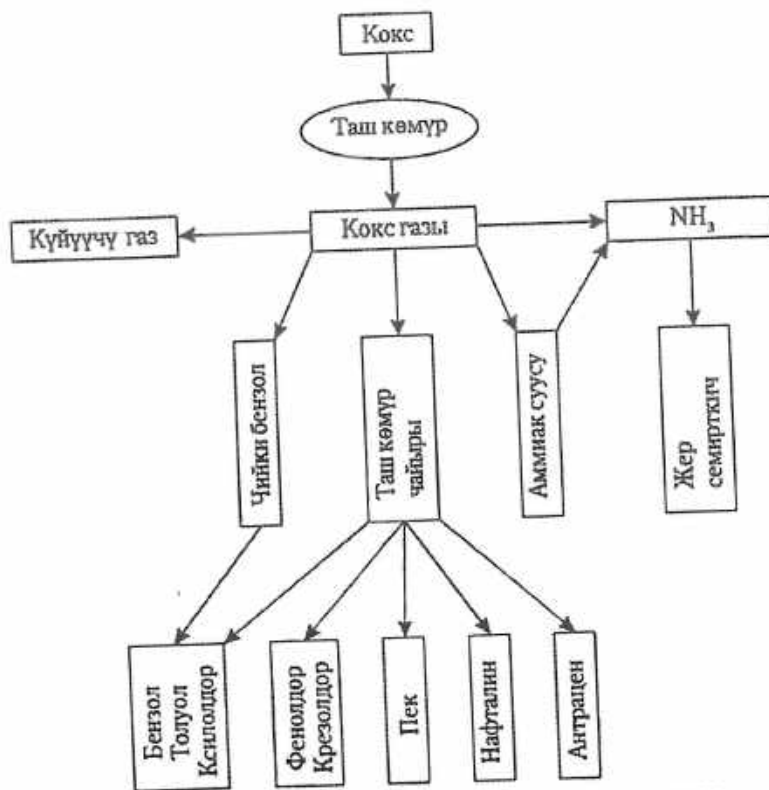 Кокс
Таш көмүр
Күйүүчү газ
Кокс газы
NH₃
Чийки бензол
Таш көмүр
чайыры
Аммиак суусу
Жер
семирткич
Бензол
Толуол
Ксилолдор
Фенолдор
Крезолдор
Пек
Нафталин
Антрацен